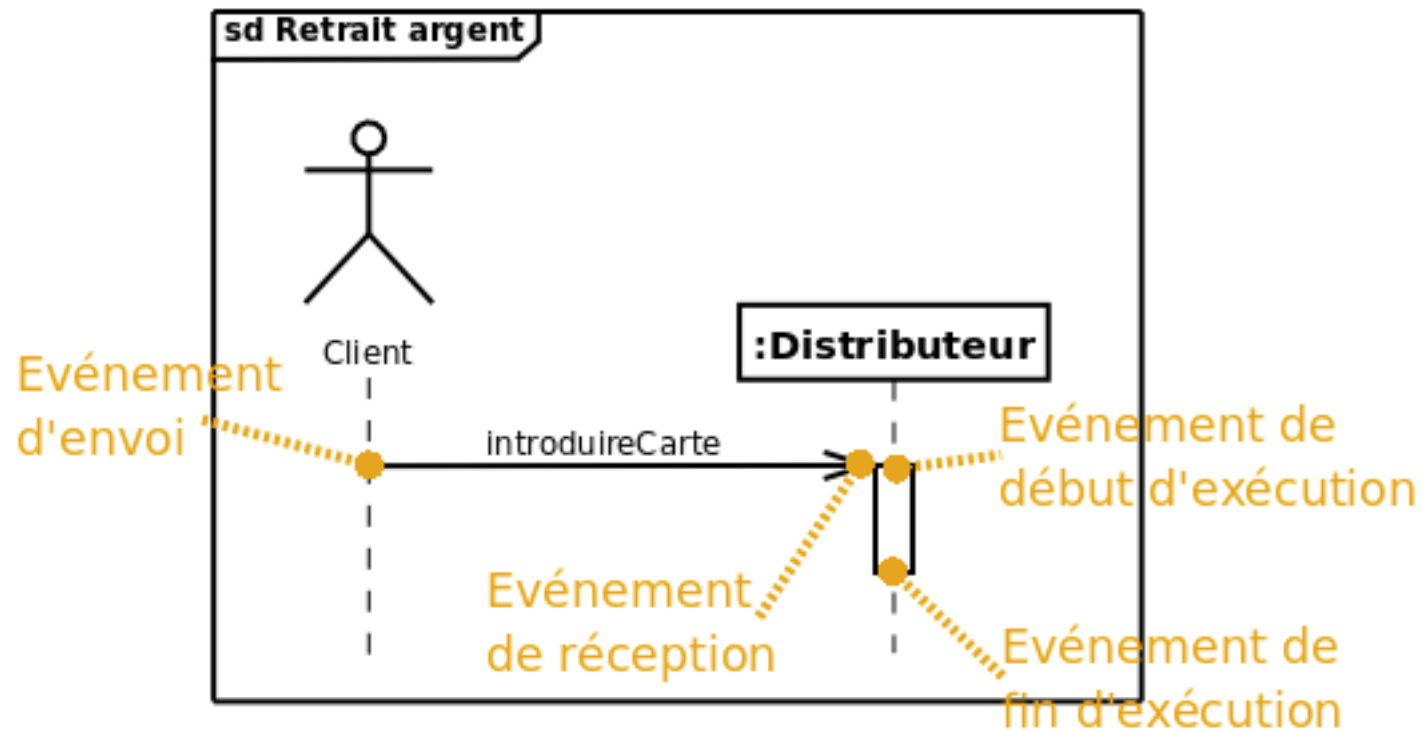 sd Retrait argent
Client
:Distributeur
Evénement
d'envoi
introduireCarte
Evénement de
début d'exécution
Evénement
de réception
Evénement de
fin d'exécution